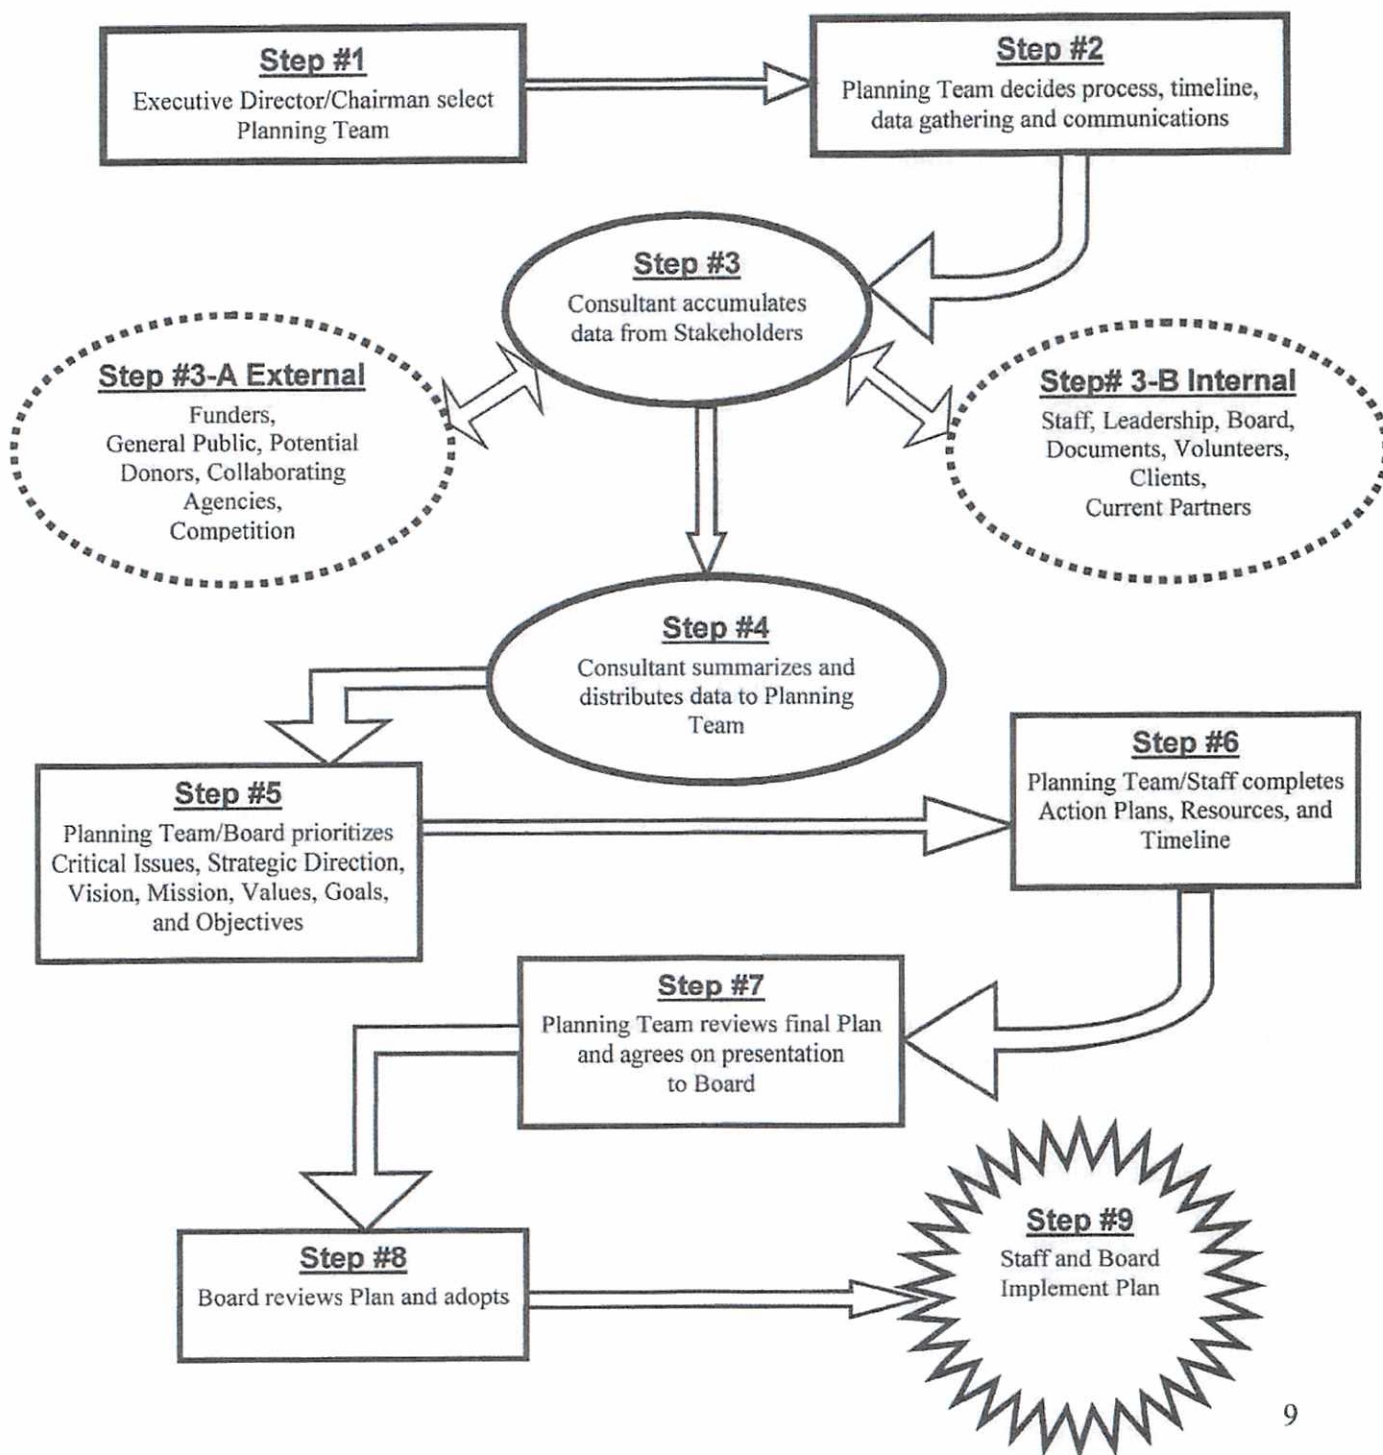 Step #1
Executive Director/Chairman select
Planning Team
Step #2
Planning Team decides process, timeline,
data gathering and communications
Step #3
Consultant accumulates
data from Stakeholders
Step #3-A External
Funders,
General Public, Potential
Donors, Collaborating
Agencies,
Competition
Step# 3-B Internal
Staff, Leadership, Board,
Documents, Volunteers,
Clients,
Current Partners
Step #4
Consultant summarizes and
distributes data to Planning
Team
Step #5
Planning Team/Board prioritizes
Critical Issues, Strategic Direction,
Vision, Mission, Values, Goals,
and Objectives
Step #6
Planning Team/Staff completes
Action Plans, Resources, and
Timeline
Step #7
Planning Team reviews final Plan
and agrees on presentation
to Board
Step #8
Board reviews Plan and adopts
Step #9
Staff and Board
Implement Plan
9